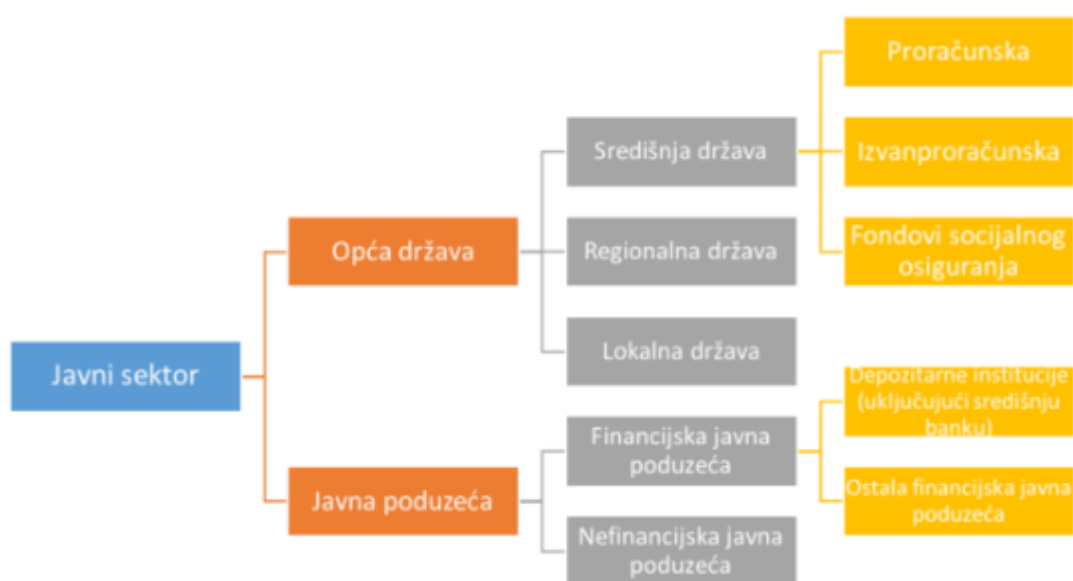 Javni sektor
Opća država
Javna poduzeća
Središnja država
Regionalna država
Lokalna država
Financijska javna
poduzeća
Nefinancijska javna
poduzeća
Proračunska
Izvanproračunska
Fondovi socijalnog
osiguranja
Depozitarne institucije
(uključujući središnju
banku)
Ostala financijska javna
poduzeća